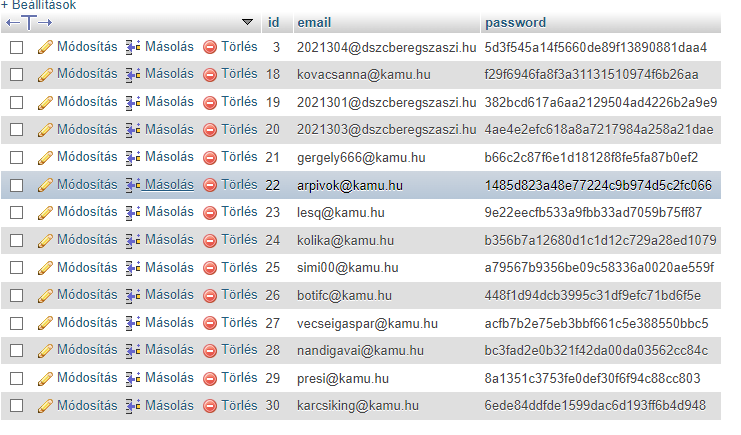 + Beállítások
←T→ id email password
Módosítás Másolás Törlés 3 2021304@dszcberegszaszi.hu 5d3f545a14f5660de89f13890881daa4
Módosítás Másolás Törlés 18 kovacsanna@kamu.hu f29f6946fa8f3a31131510974f6b26aa
Módosítás Másolás Törlés 19 2021301@dszcberegszaszi.hu 382bcd617a6aa2129504ad4226b2a9e9
Módosítás Másolás Törlés 20 2021303@dszcberegszaszi.hu 4ae4e2efc618a8a7217984a258a21dae
Módosítás Másolás Törlés 21 gergely666@kamu.hu b66c2c87f6e1d18128f8fe5fa87b0ef2
Módosítás Másolás Törlés 22 arpivok@kamu.hu 1485d823a48e77224c9b974d5c2fc066
Módosítás Másolás Törlés 23 lesq@kamu.hu 9e22eecfb533a9fbb33ad7059b75ff87
Módosítás Másolás Törlés 24 kolika@kamu.hu b356b7a12680d1c1d12c729a28ed1079
Módosítás Másolás Törlés 25 simi00@kamu.hu a79567b9356be09c58336a0020ae559f
Módosítás Másolás Törlés 26 botifc@kamu.hu 448f1d94dcb3995c31df9efc71bd6f5e
Módosítás Másolás Törlés 27 vecseigaspar@kamu.hu acfb7b2e75eb3bbf661c5e388550bbc5
Módosítás Másolás Törlés 28 nandigavai@kamu.hu bc3fad2e0b321f42da00da03562cc84c
Módosítás Másolás Törlés 29 presi@kamu.hu 8a1351c3753fe0def30f6f94c88cc803
Módosítás Másolás Törlés 30 karcsiking@kamu.hu 6ede84ddfde1599dac6d193ff6b4d948